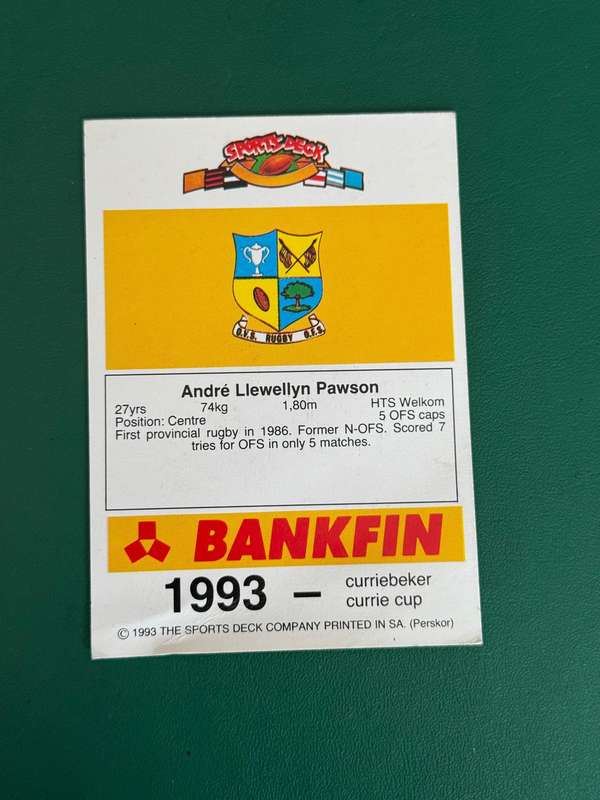 SPORTS DECK
O.V.S. RUGBY O.F.S.
André Llewellyn Pawson
27yrs 74kg 1,80m HTS Welkom
Position: Centre 5 OFS caps
First provincial rugby in 1986. Former N-OFS. Scored 7
tries for OFS in only 5 matches.
BANKFIN
1993 – curriebeker
currie cup
© 1993 THE SPORTS DECK COMPANY PRINTED IN SA. (Perskor)